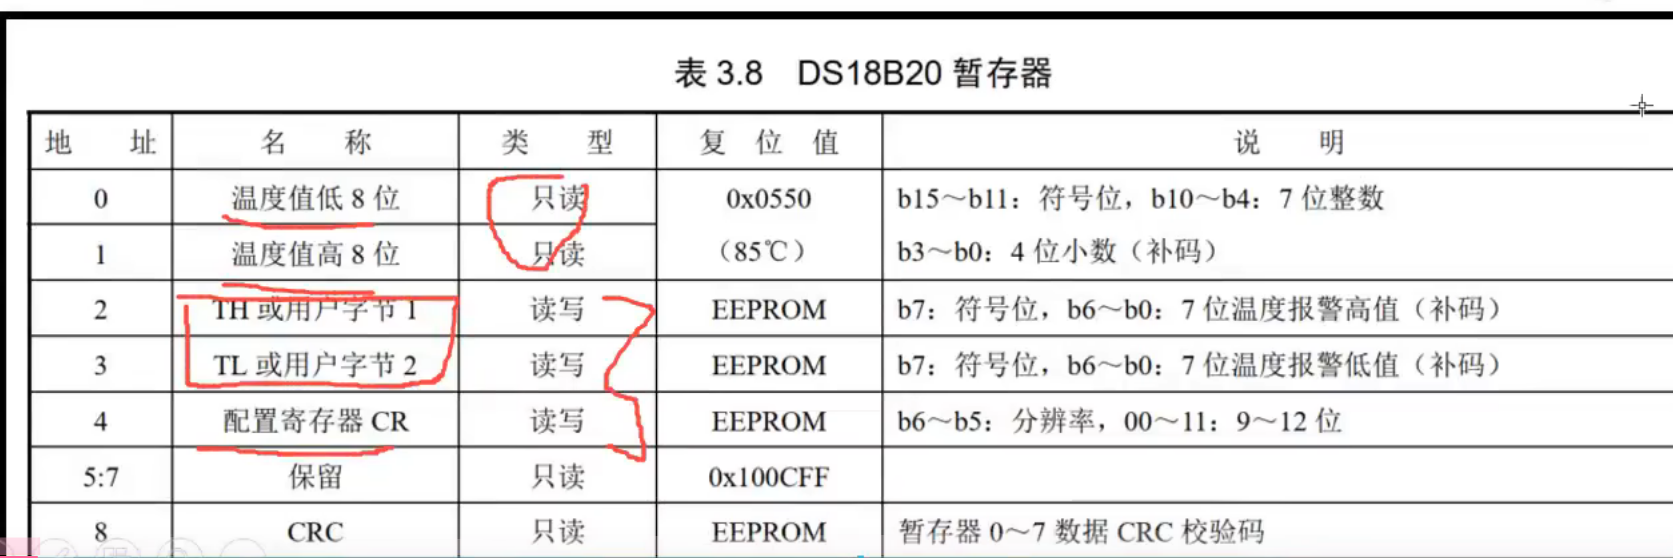 表 3.8 DS18B20 暂存器
地 址 名 称 类 型 复 位 值 说 明
0 温度值低 8 位 只读 0x0550 b15～b11：符号位，b10～b4：7 位整数
1 温度值高 8 位 只读 （85℃） b3～b0：4 位小数（补码）
2 TH 或用户字节 1 读写 EEPROM b7：符号位，b6～b0：7 位温度报警高值（补码）
3 TL 或用户字节 2 读写 EEPROM b7：符号位，b6～b0：7 位温度报警低值（补码）
4 配置寄存器 CR 读写 EEPROM b6～b5：分辨率，00～11：9～12 位
5:7 保留 只读 0x100CFF
8 CRC 只读 EEPROM 暂存器 0～7 数据 CRC 校验码